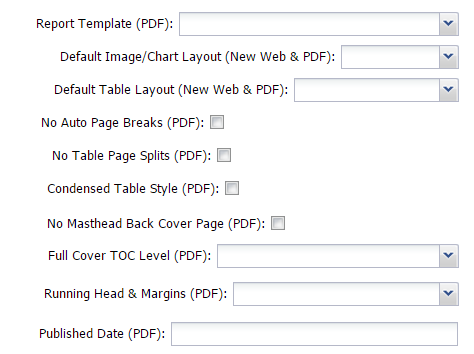 Report Template (PDF):
Default Image/Chart Layout (New Web & PDF):
Default Table Layout (New Web & PDF):
No Auto Page Breaks (PDF):
No Table Page Splits (PDF):
Condensed Table Style (PDF):
No Masthead Back Cover Page (PDF):
Full Cover TOC Level (PDF):
Running Head & Margins (PDF):
Published Date (PDF):